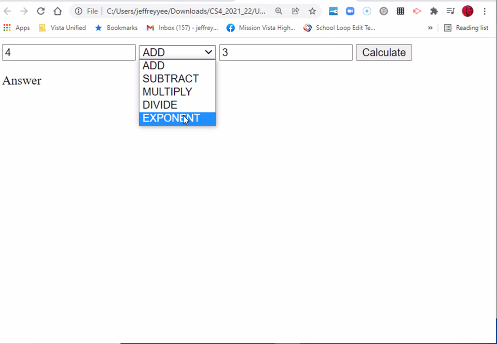 File | C:/Users/jeffreyyee/Downloads/CS4_2021_22/U...
Apps Vista Unified Bookmarks Inbox (157) - jeffrey... Mission Vista High... School Loop Edit Te... » Reading list
4 ADD 3 Calculate
ADD
SUBTRACT
MULTIPLY
DIVIDE
EXPONENT
Answer